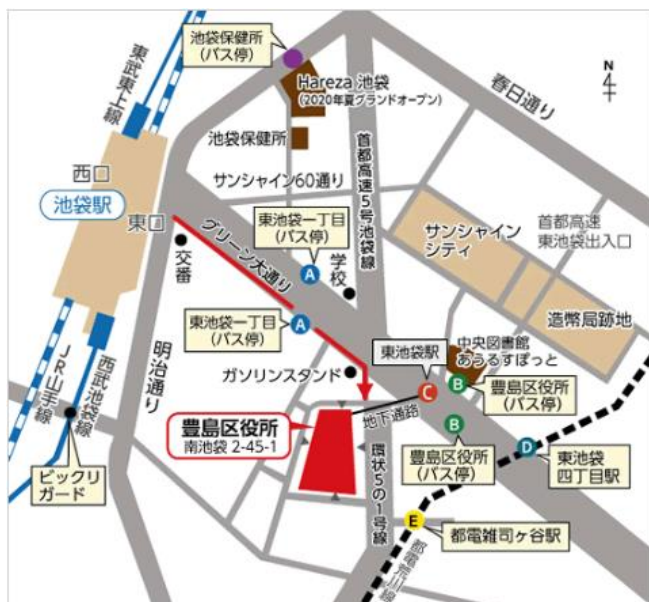 池袋保健所
(バス停)
東武東上線
Hareza 池袋
(2020年夏グランドオープン)
春日通り
N
4
池袋保健所
首都高速5号池袋線
西口
サンシャイン60通り
池袋駅
東口
グリーン大通り
東池袋一丁目
(バス停)
サンシャイン
シティ
首都高速
東池袋出入口
交番
A
学校
東池袋一丁目
(バス停)
A
造幣局跡地
JR山手線
西武池袋線
明治通り
ガソリンスタンド
東池袋駅
中央図書館
あうるすぽっと
C
B
豊島区役所
(バス停)
地下通路
豊島区役所
南池袋 2-45-1
B
ビックリ
ガード
環状5の1号線
豊島区役所
(バス停)
D
東池袋
四丁目駅
E
都電雑司ヶ谷駅
都電荒川線